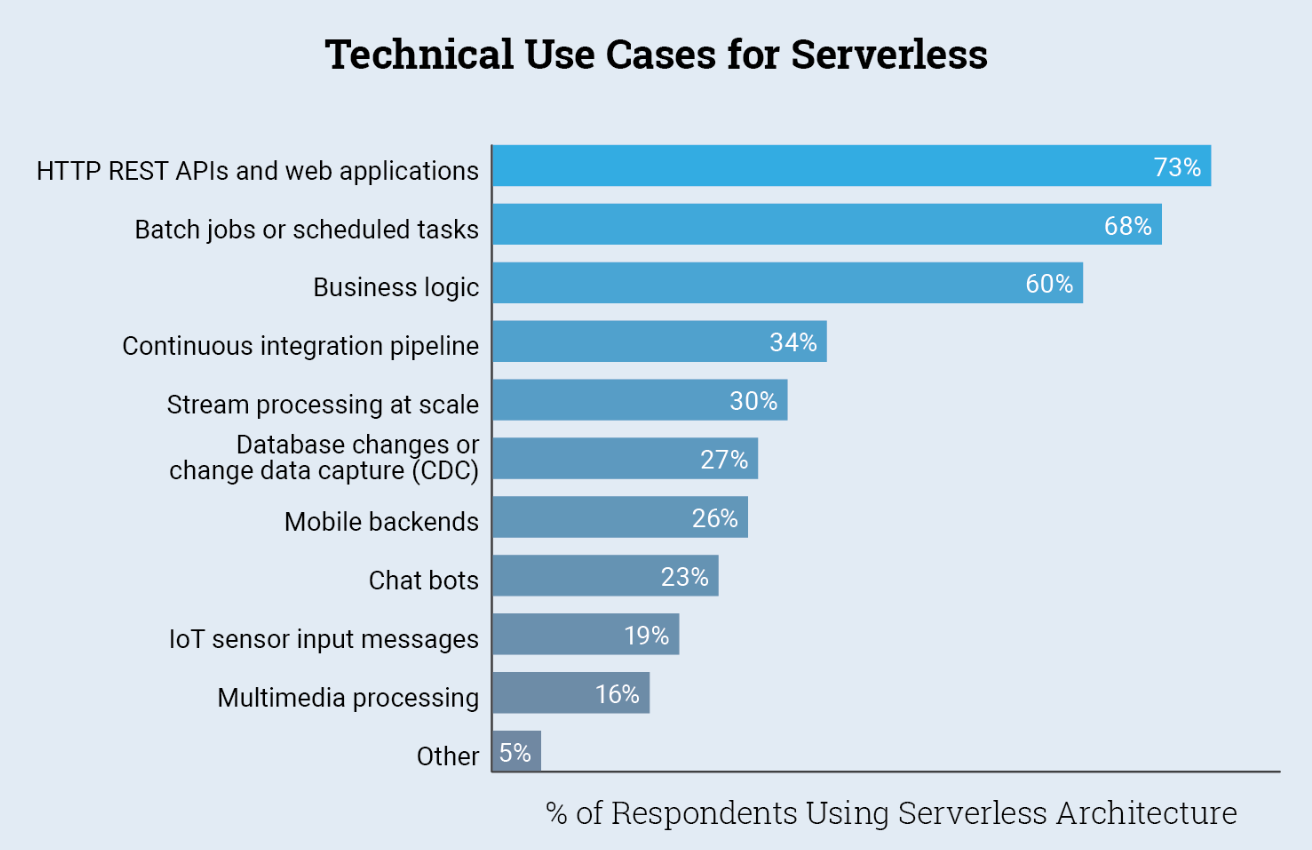 Technical Use Cases for Serverless
HTTP REST APIs and web applications 73%
Batch jobs or scheduled tasks 68%
Business logic 60%
Continuous integration pipeline 34%
Stream processing at scale 30%
Database changes or
change data capture (CDC) 27%
Mobile backends 26%
Chat bots 23%
IoT sensor input messages 19%
Multimedia processing 16%
Other 5%
% of Respondents Using Serverless Architecture